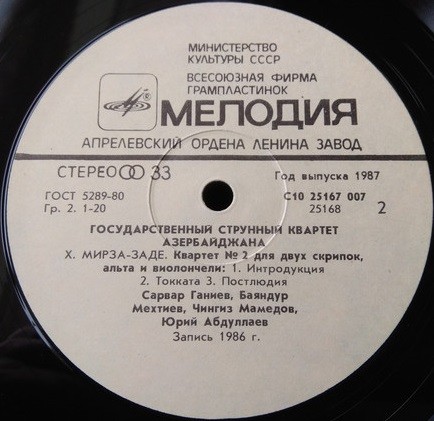 МИНИСТЕРСТВО
КУЛЬТУРЫ СССР
ВСЕСОЮЗНАЯ ФИРМА
ГРАМПЛАСТИНОК
МЕЛОДИЯ
АПРЕЛЕВСКИЙ ОРДЕНА ЛЕНИНА ЗАВОД
СТЕРЕО 33 Год выпуска 1987
ГОСТ 5289-80 С10 25167 007
Гр. 2. 1-20 25168 2
ГОСУДАРСТВЕННЫЙ СТРУННЫЙ КВАРТЕТ
АЗЕРБАЙДЖАНА
Х. МИРЗА-ЗАДЕ. Квартет № 2 для двух скрипок,
альта и виолончели: 1. Интродукция
2. Токката 3. Постлюдия
Сарвар Ганиев, Баяндур
Мехтиев, Чингиз Мамедов,
Юрий Абдуллаев
Запись 1986 г.